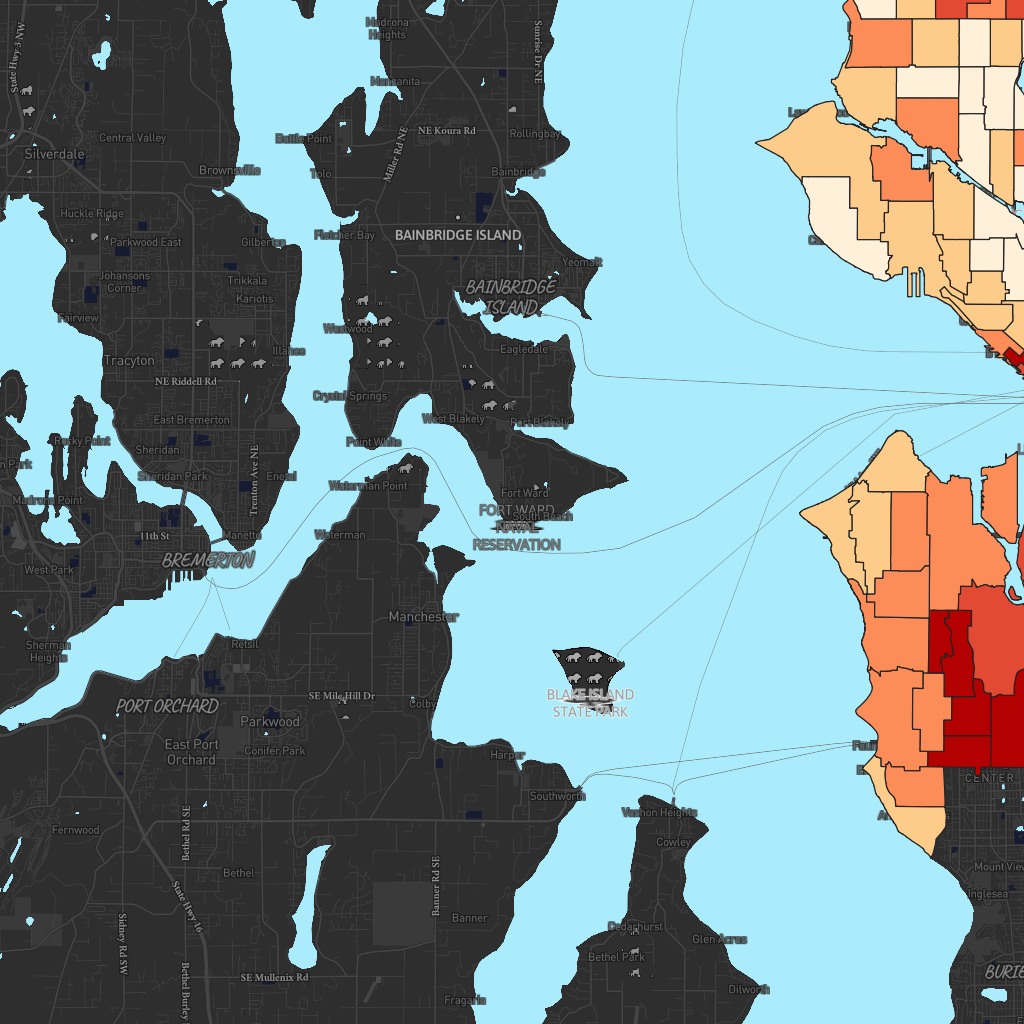 Madrona
Heights
State Hwy 3 NW
Sunrise Dr NE
Manzanita
NE Koura Rd
Battle Point
Rollingbay
Central Valley
Silverdale
Miller Rd NE
Brownsville
Tolo
Bainbridge
Huckle Ridge
Parkwood East
Gilberton
Fletcher Bay
BAINBRIDGE ISLAND
Yeomalt
Johansons
Corner
Trikkala
Kariotis
BAINBRIDGE
ISLAND
Fairview
Westwood
Eagledale
Tracyton
Illahee
NE Riddell Rd
Crystal Springs
East Bremerton
West Blakely
Port Blakely
Rocky Point
Sheridan
Point White
Sheridan Park
Enetai
Trenton Ave NE
Waterman Point
Madrona Point
Fort Ward
FORT WARD
NAVAL
RESERVATION
South Beach
11th St
Manette
Waterman
BREMERTON
West Park
Manchester
Sherman
Heights
Retsil
SE Mile Hill Dr
Colby
BLAKE ISLAND
STATE PARK
PORT ORCHARD
Parkwood
East Port
Orchard
Conifer Park
Harper
Southworth
Vashon Heights
CENTER
Fernwood
Bethel Rd SE
Cowley
Bethel
Banner Rd SE
Mount View
Inglesea
State Hwy 16
Sidney Rd SW
Banner
Cedarhurst
Glen Acres
Bethel Park
SE Mullenix Rd
Dilworth
Bethel Burley
Fragaria
BURIE